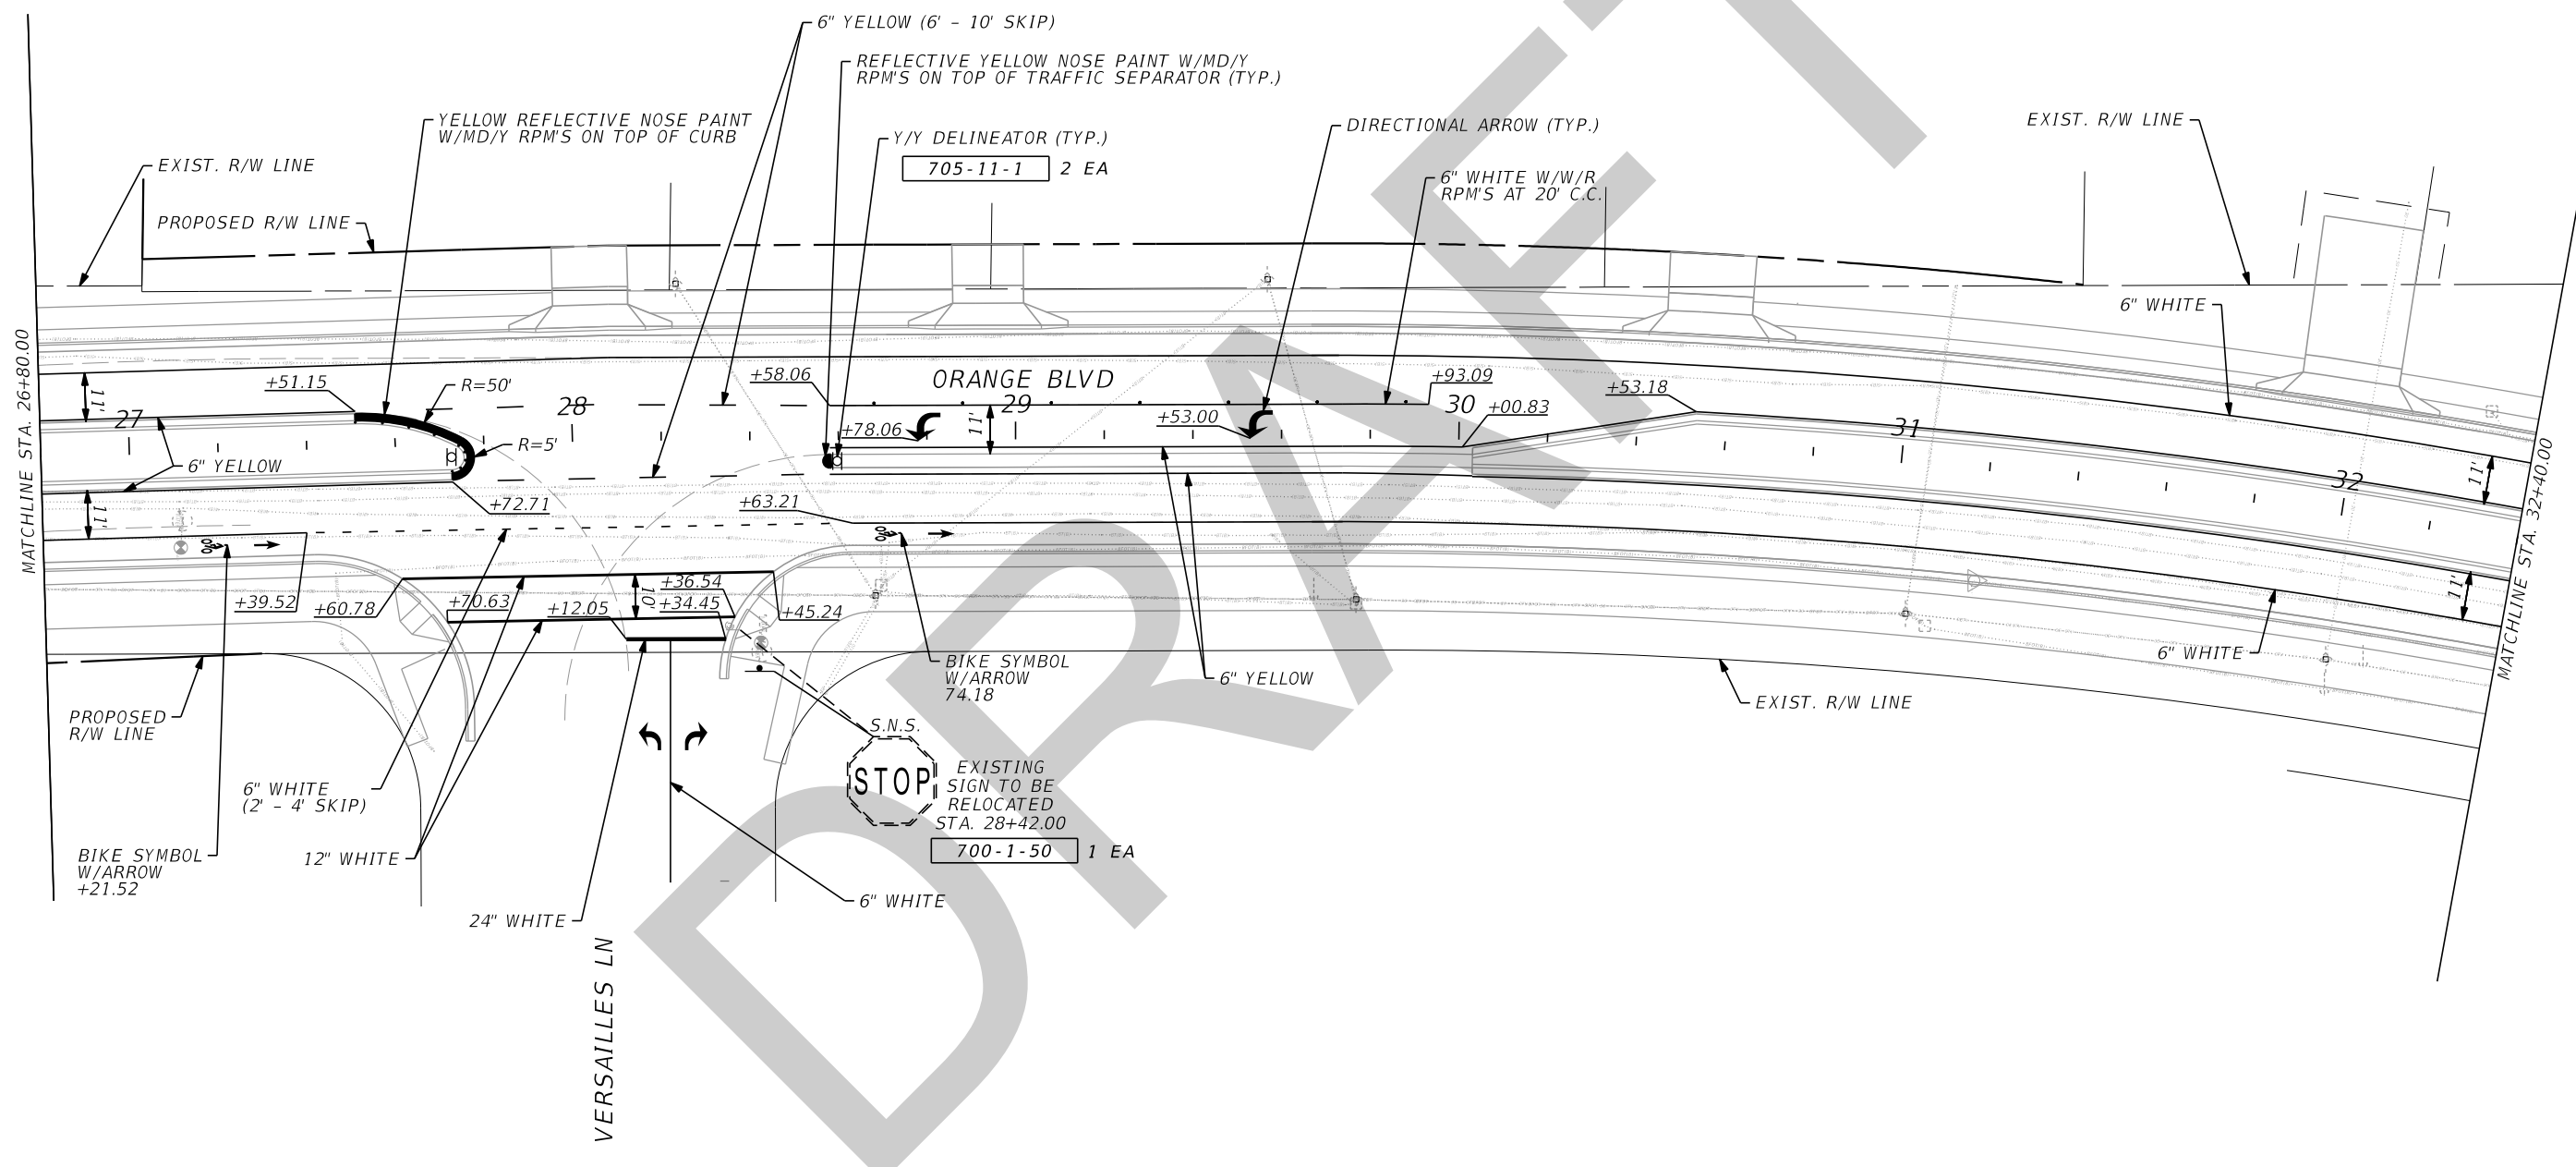 6" YELLOW (6' - 10' SKIP)
REFLECTIVE YELLOW NOSE PAINT W/MD/Y
RPM'S ON TOP OF TRAFFIC SEPARATOR (TYP.)
YELLOW REFLECTIVE NOSE PAINT
W/MD/Y RPM'S ON TOP OF CURB
Y/Y DELINEATOR (TYP.)
705-11-1 2 EA
DIRECTIONAL ARROW (TYP.)
EXIST. R/W LINE
EXIST. R/W LINE
6" WHITE W/W/R
RPM'S AT 20' C.C.
PROPOSED R/W LINE
6" WHITE
MATCHLINE STA. 26+80.00
11'
27
+51.15
R=50'
28
+58.06
ORANGE BLVD
29
+93.09
30
+00.83
+53.18
31
32
11'
MATCHLINE STA. 32+40.00
R=5'
+78.06
11'
+53.00
6" YELLOW
11'
+72.71
+63.21
+39.52
+60.78
+70.63
+12.05
10'
+36.54
+34.45
+45.24
11'
6" WHITE
BIKE SYMBOL
W/ARROW
74.18
6" YELLOW
EXIST. R/W LINE
PROPOSED
R/W LINE
S.N.S.
STOP
EXISTING
SIGN TO BE
RELOCATED
STA. 28+42.00
700-1-50 1 EA
6" WHITE
(2' - 4' SKIP)
BIKE SYMBOL
W/ARROW
+21.52
12" WHITE
24" WHITE
6" WHITE
VERSAILLES LN
DRAFT